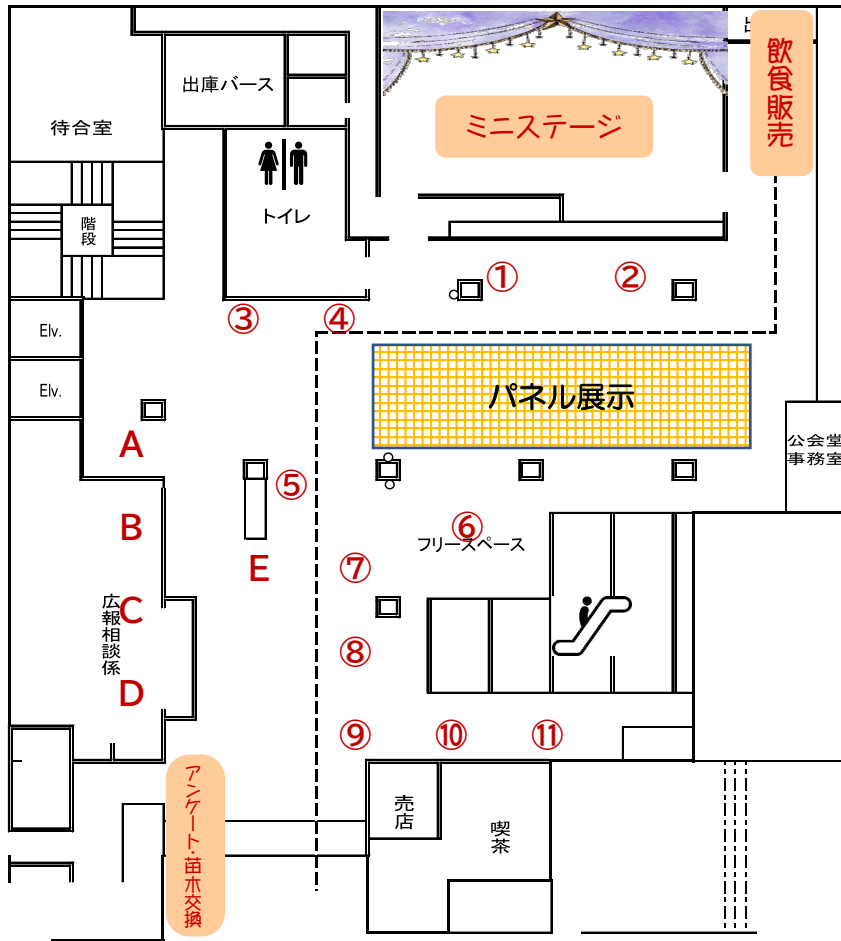 出
飲食販売
出庫バース
ミニステージ
待合室
トイレ
階段
①
②
③
④
Elv.
Elv.
パネル展示
A
公会堂
事務室
⑤
B
⑥
フリースペース
E
⑦
C
広報相談係
⑧
D
⑨
⑩
⑪
アンケート・苗木交換
売店
喫茶